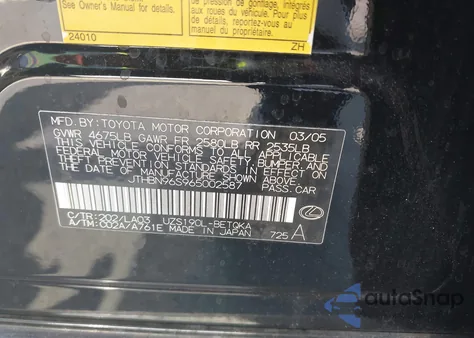 pression de gonflage, intégrés
See Owner's Manual for details.
aux roues du véhicule. Pour plus
de détails, reportez-vous au manuel
du propriétaire.
24010
ZH
MFD. BY: TOYOTA MOTOR CORPORATION 03/05
GVWR 4675LB GAWR FR 2580LB RR 2535LB
THIS VEHICLE CONFORMS TO ALL APPLICABLE
FEDERAL MOTOR VEHICLE SAFETY, BUMPER, AND
THEFT PREVENTION STANDARDS IN EFFECT ON
THE DATE OF MANUFACTURE SHOWN ABOVE.
JTHBN96S965002587 PASS.CAR
C/TR:202/LA03 UZS190L-BETQKA
A/TM:C02A/A761E MADE IN JAPAN 725 A
autoSnap